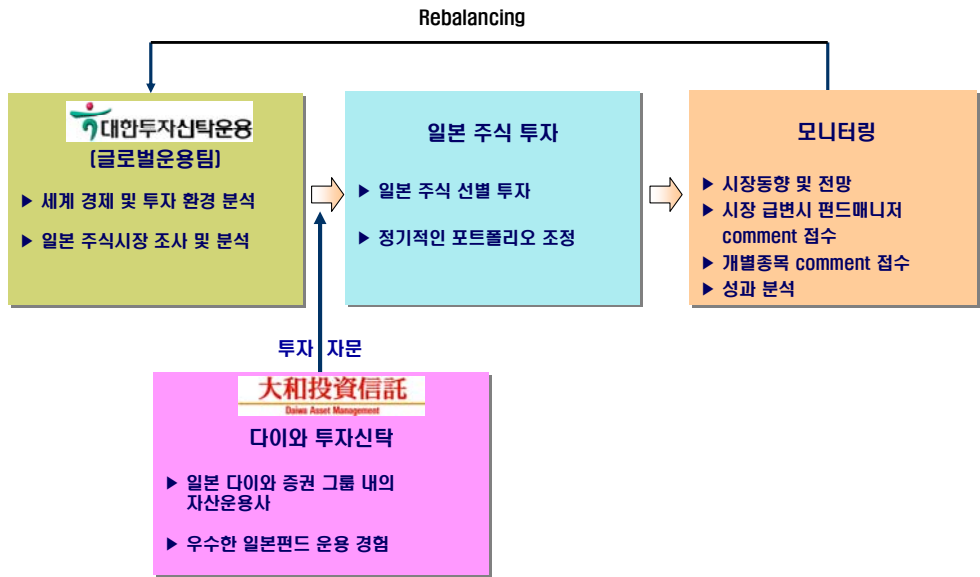 Rebalancing
대한투자신탁운용
(글로벌운용팀)
▶ 세계 경제 및 투자 환경 분석
▶ 일본 주식시장 조사 및 분석
일본 주식 투자
▶ 일본 주식 선별 투자
▶ 정기적인 포트폴리오 조정
모니터링
▶ 시장동향 및 전망
▶ 시장 급변시 펀드매니저
comment 접수
▶ 개별종목 comment 접수
▶ 성과 분석
투자 자문
大和投資信託
Daiwa Asset Management
다이와 투자신탁
▶ 일본 다이와 증권 그룹 내의
자산운용사
▶ 우수한 일본펀드 운용 경험